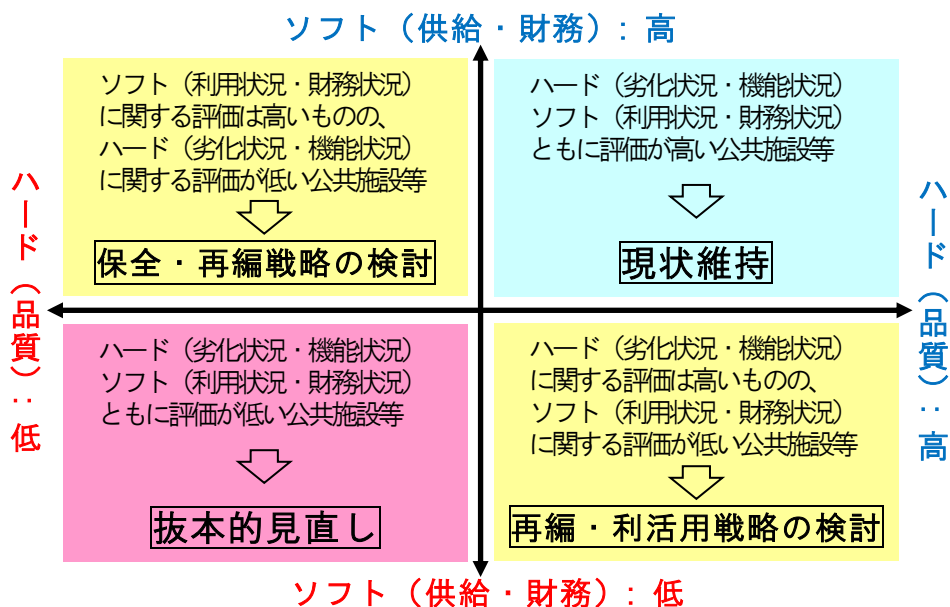 ソフト（供給・財務）：高
ソフト（利用状況・財務状況）
に関する評価は高いものの、
ハード（劣化状況・機能状況）
に関する評価が低い公共施設等
保全・再編戦略の検討
ハード（劣化状況・機能状況）
ソフト（利用状況・財務状況）
ともに評価が高い公共施設等
現状維持
ハード（品質）：低
ハード（品質）：高
ハード（劣化状況・機能状況）
ソフト（利用状況・財務状況）
ともに評価が低い公共施設等
抜本的見直し
ハード（劣化状況・機能状況）
に関する評価は高いものの、
ソフト（利用状況・財務状況）
に関する評価が低い公共施設等
再編・利活用戦略の検討
ソフト（供給・財務）：低